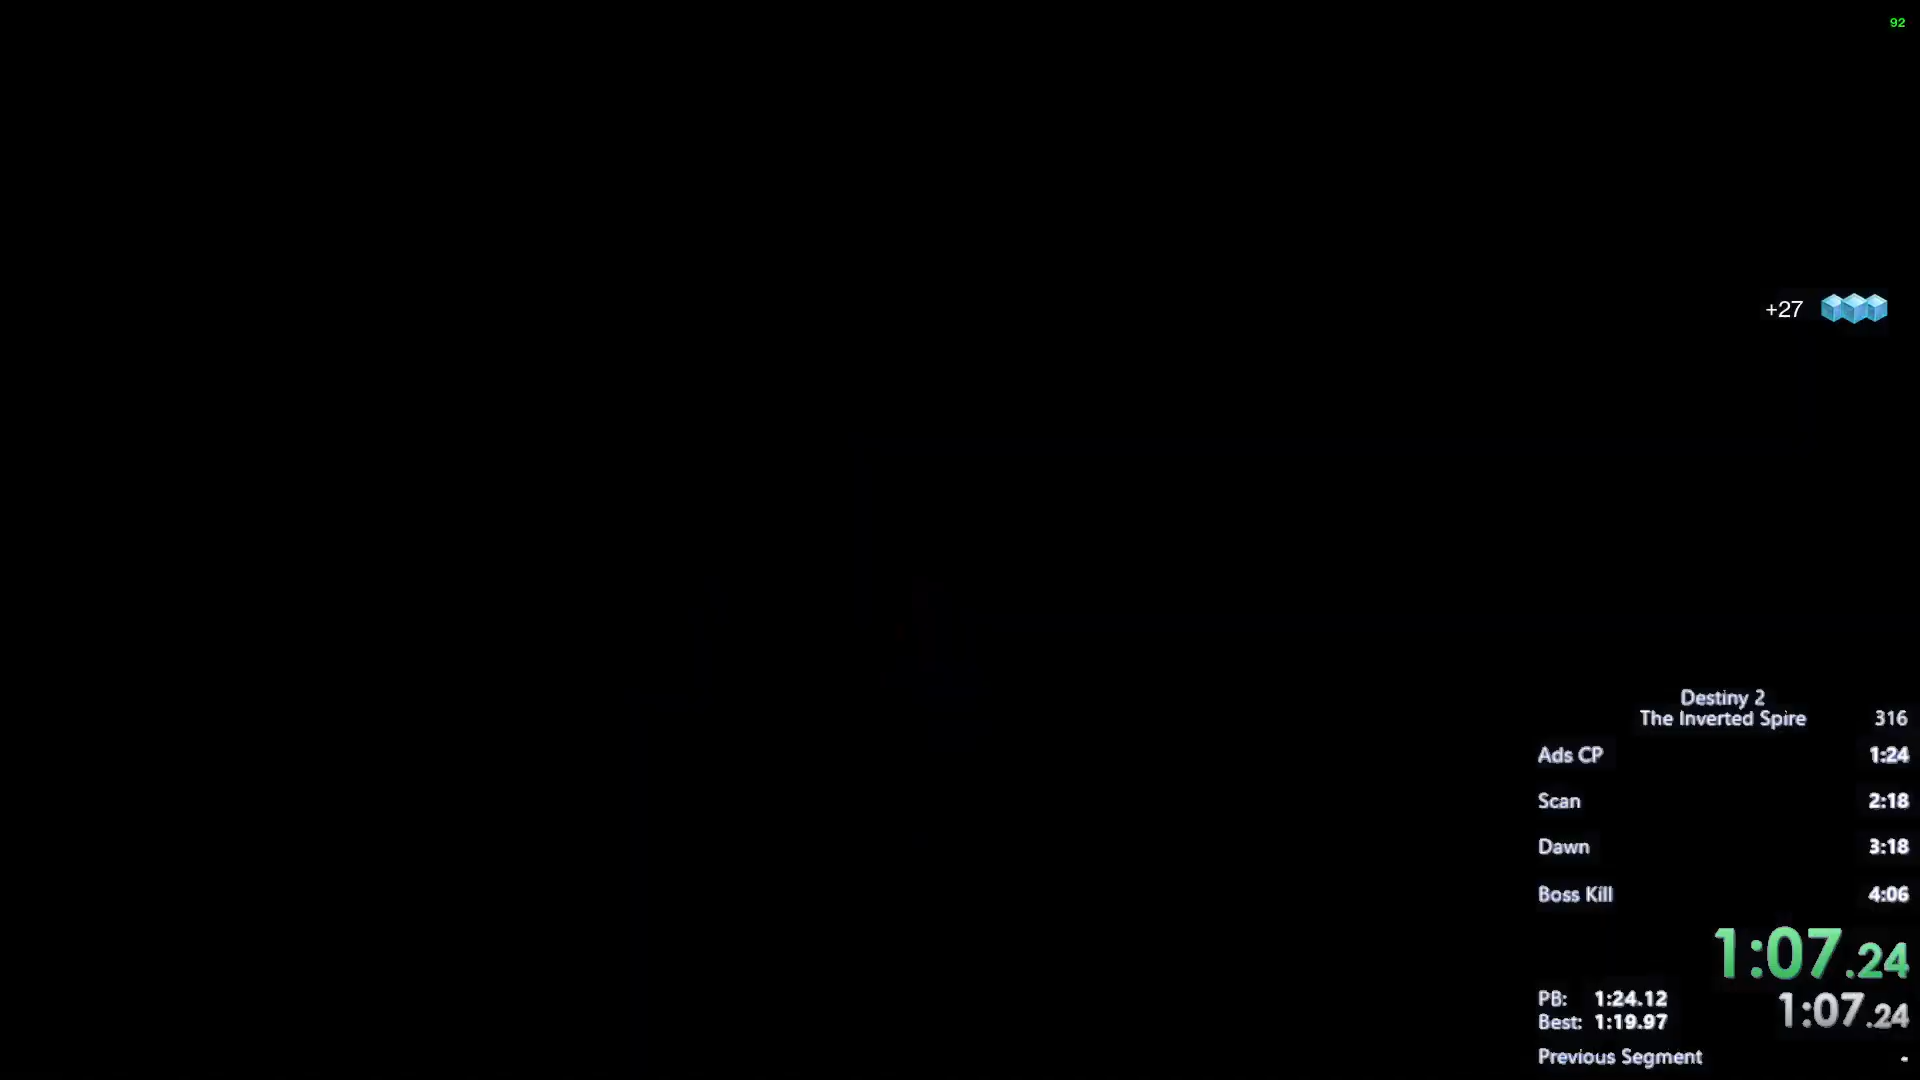 92
+27
Destiny 2
The Inverted Spire 316
Ads CP 1:24
Scan 2:18
Dawn 3:18
Boss Kill 4:06
1:07.24
PB: 1:24.12
1:07.24
Best: 1:19.97
Previous Segment -